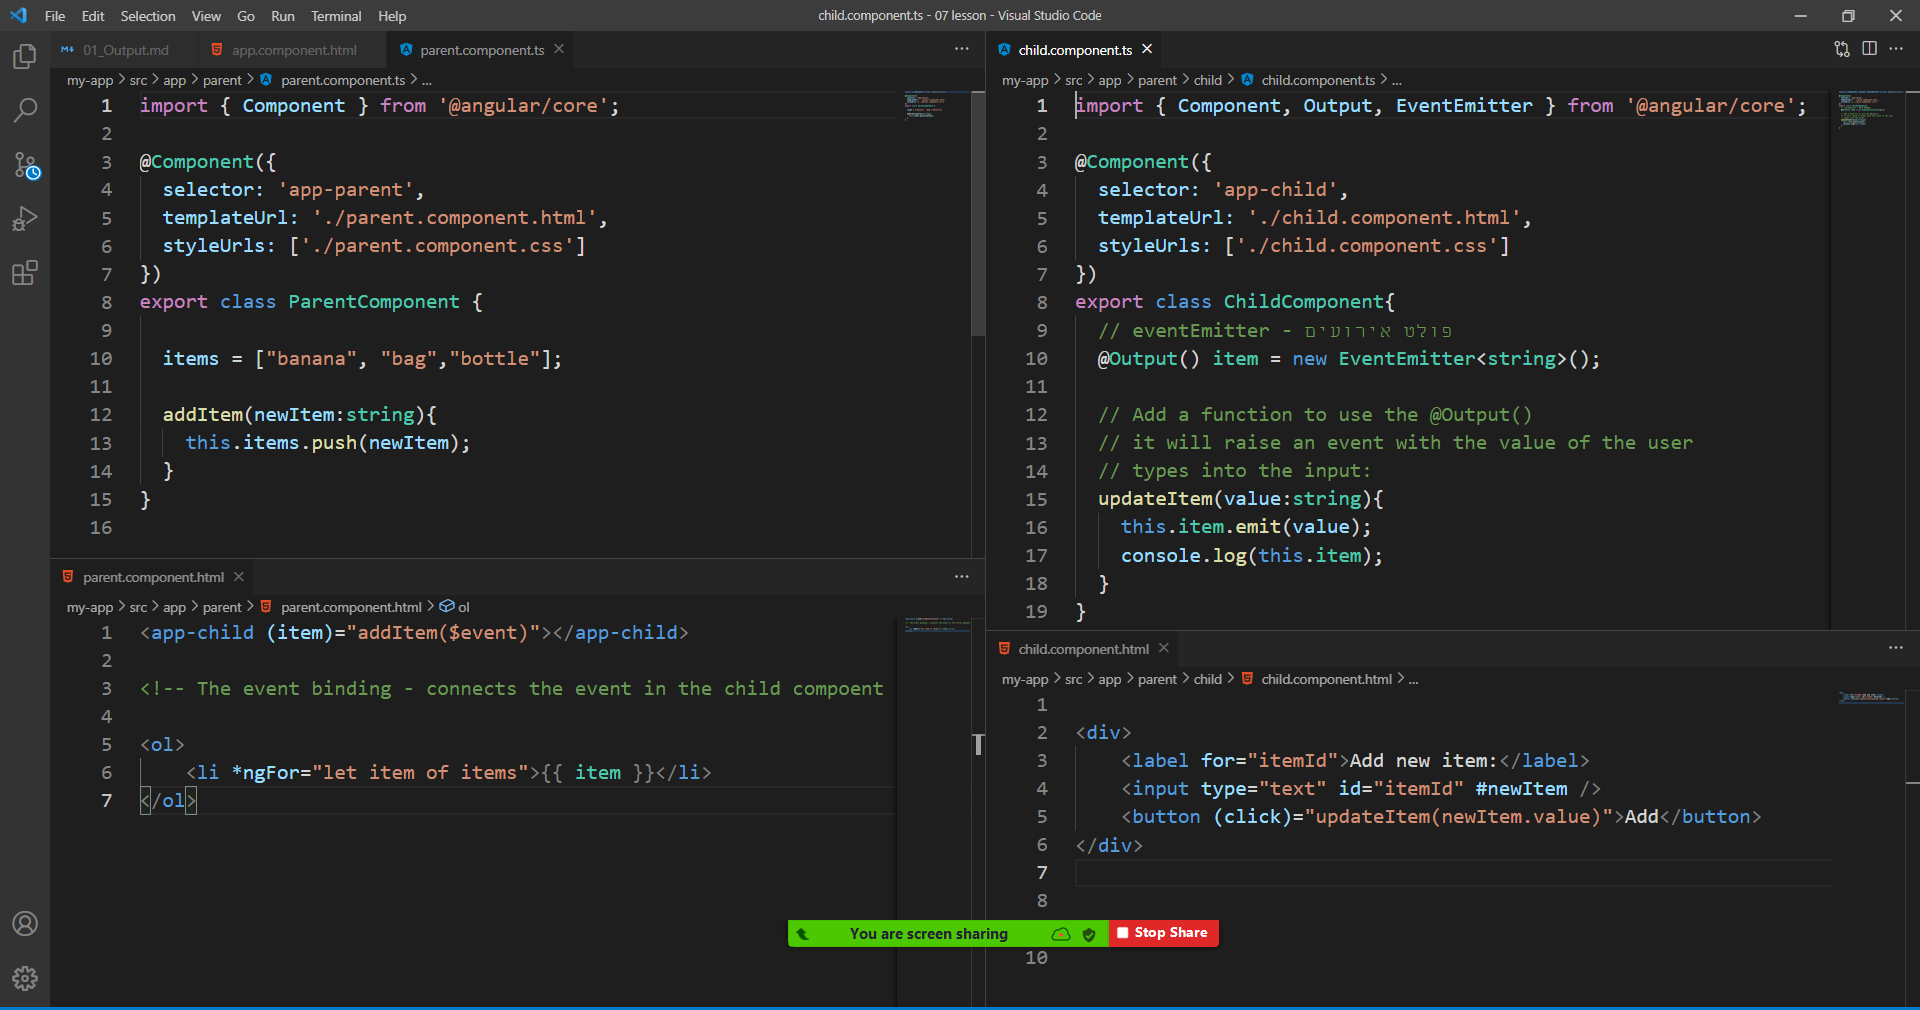 File Edit Selection View Go Run Terminal Help
child.component.ts - 07 lesson - Visual Studio Code
01_Output.md
app.component.html
parent.component.ts
my-app > src > app > parent > parent.component.ts > ...
1 import { Component } from '@angular/core';
2
3 @Component({
4 selector: 'app-parent',
5 templateUrl: './parent.component.html',
6 styleUrls: ['./parent.component.css']
7 })
8 export class ParentComponent {
9
10 items = ["banana", "bag","bottle"];
11
12 addItem(newItem:string){
13 this.items.push(newItem);
14 }
15 }
16
parent.component.html
my-app > src > app > parent > parent.component.html > ol
1 <app-child (item)="addItem($event)"></app-child>
2
3 <!-- The event binding - connects the event in the child compoent
4
5 <ol>
6 <li *ngFor="let item of items">{{ item }}</li>
7 </ol>
child.component.ts
my-app > src > app > parent > child > child.component.ts > ...
1 import { Component, Output, EventEmitter } from '@angular/core';
2
3 @Component({
4 selector: 'app-child',
5 templateUrl: './child.component.html',
6 styleUrls: ['./child.component.css']
7 })
8 export class ChildComponent{
9 // eventEmitter - פולט אירועים
10 @Output() item = new EventEmitter<string>();
11
12 // Add a function to use the @Output()
13 // it will raise an event with the value of the user
14 // types into the input:
15 updateItem(value:string){
16 this.item.emit(value);
17 console.log(this.item);
18 }
19 }
child.component.html
my-app > src > app > parent > child > child.component.html > ...
1
2 <div>
3 <label for="itemId">Add new item:</label>
4 <input type="text" id="itemId" #newItem />
5 <button (click)="updateItem(newItem.value)">Add</button>
6 </div>
7
8
10
You are screen sharing
Stop Share